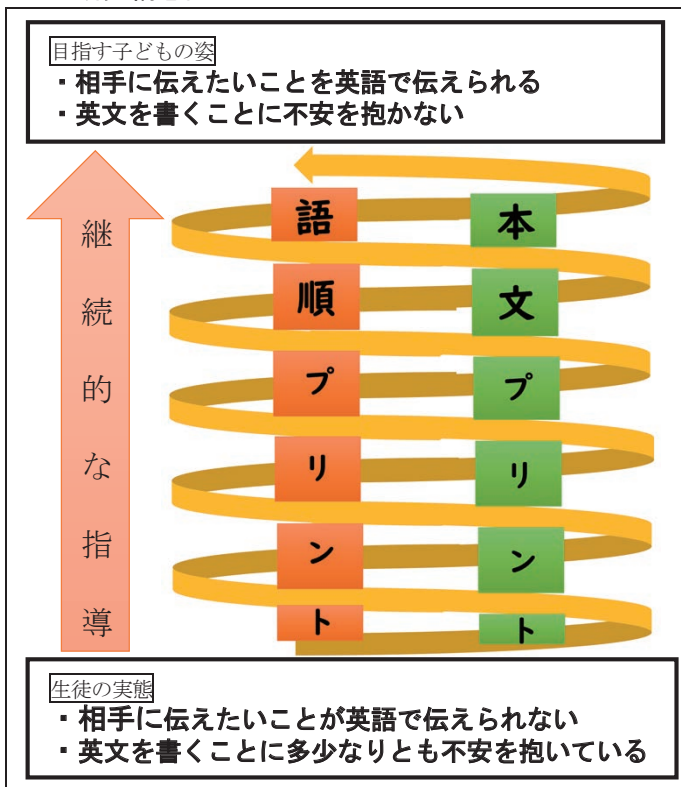 目指す子どもの姿
・相手に伝えたいことを英語で伝えられる
・英文を書くことに不安を抱かない
継続的な指導
語順プリント
本文プリント
生徒の実態
・相手に伝えたいことが英語で伝えられない
・英文を書くことに多少なりとも不安を抱いている